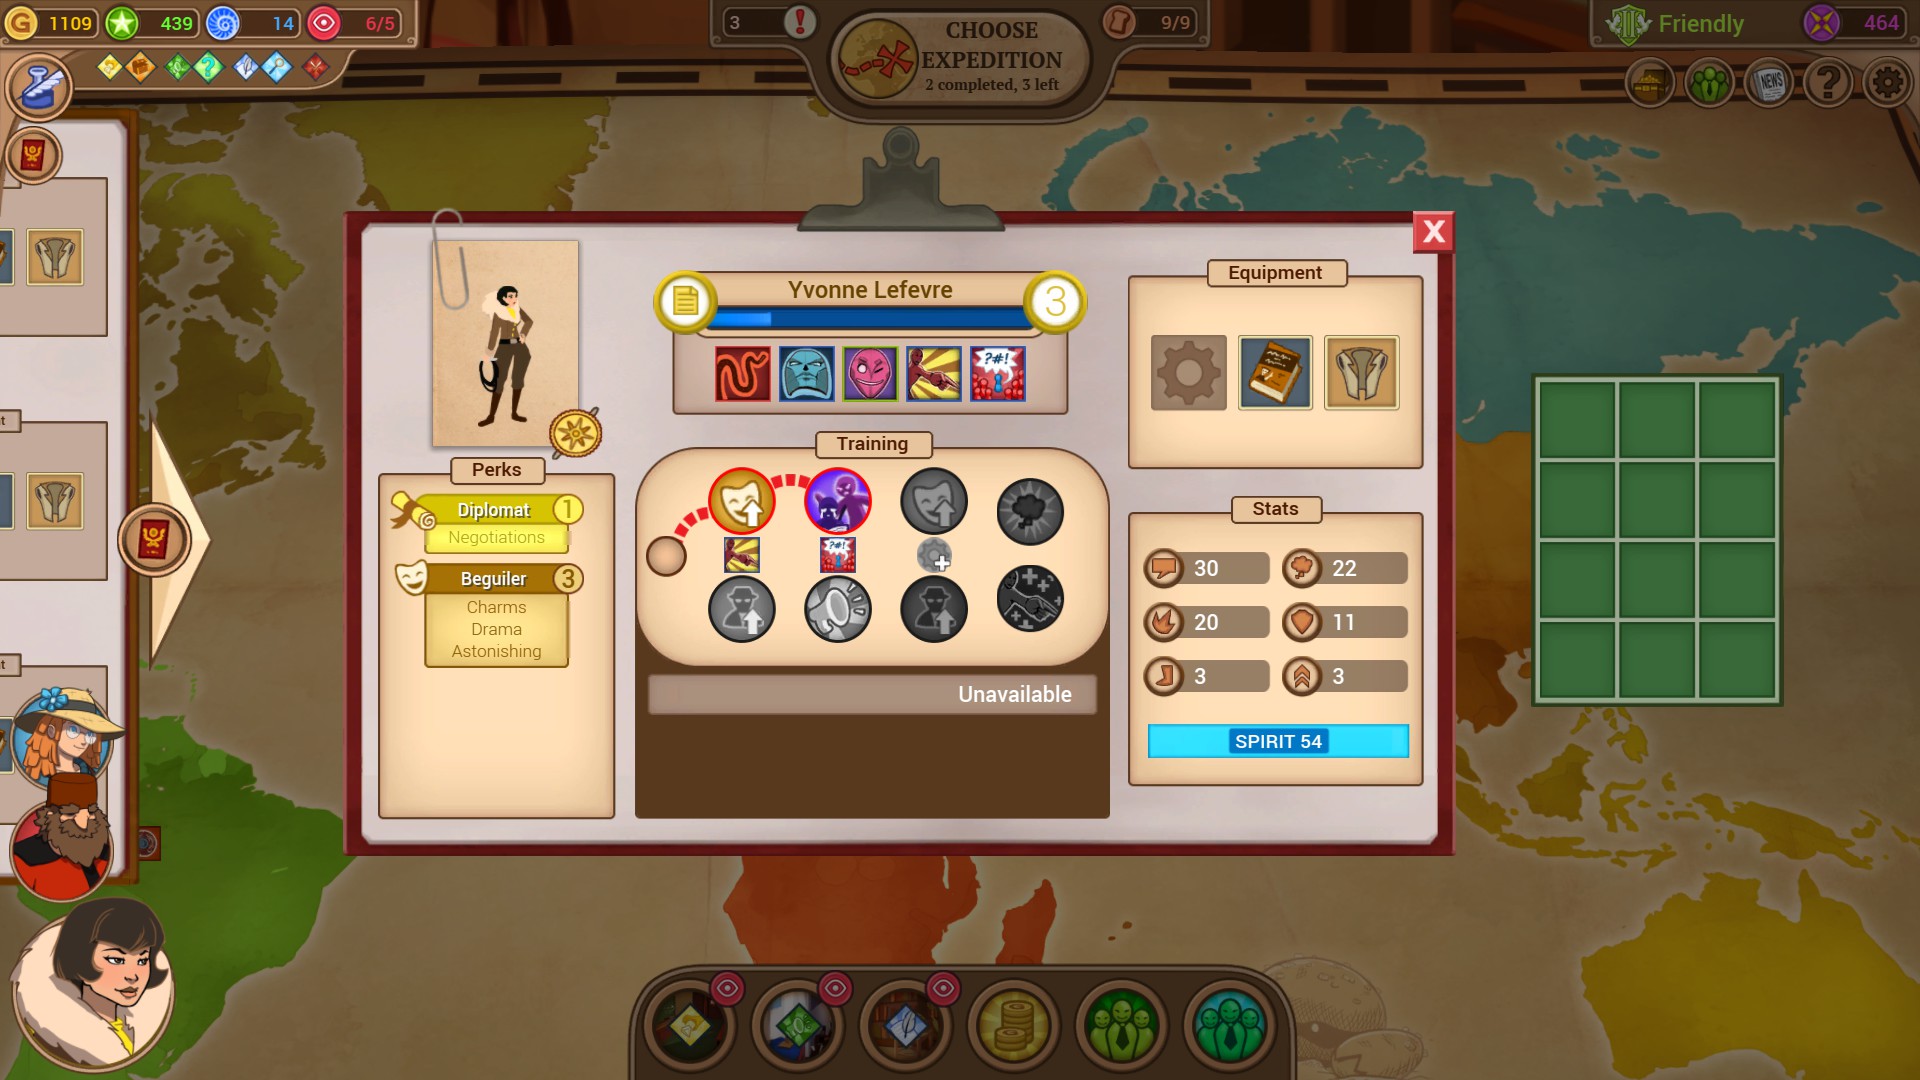 1109
439
14
6/5
3
CHOOSE
EXPEDITION
2 completed, 3 left
9/9
Friendly
464
NEWS
?
X
Yvonne Lefevre
3
?#!
Equipment
Training
Perks
Diplomat 1
Negotiations
Beguiler 3
Charms
Drama
Astonishing
?#!
Unavailable
Stats
30
22
20
11
3
3
SPIRIT 54
t
t